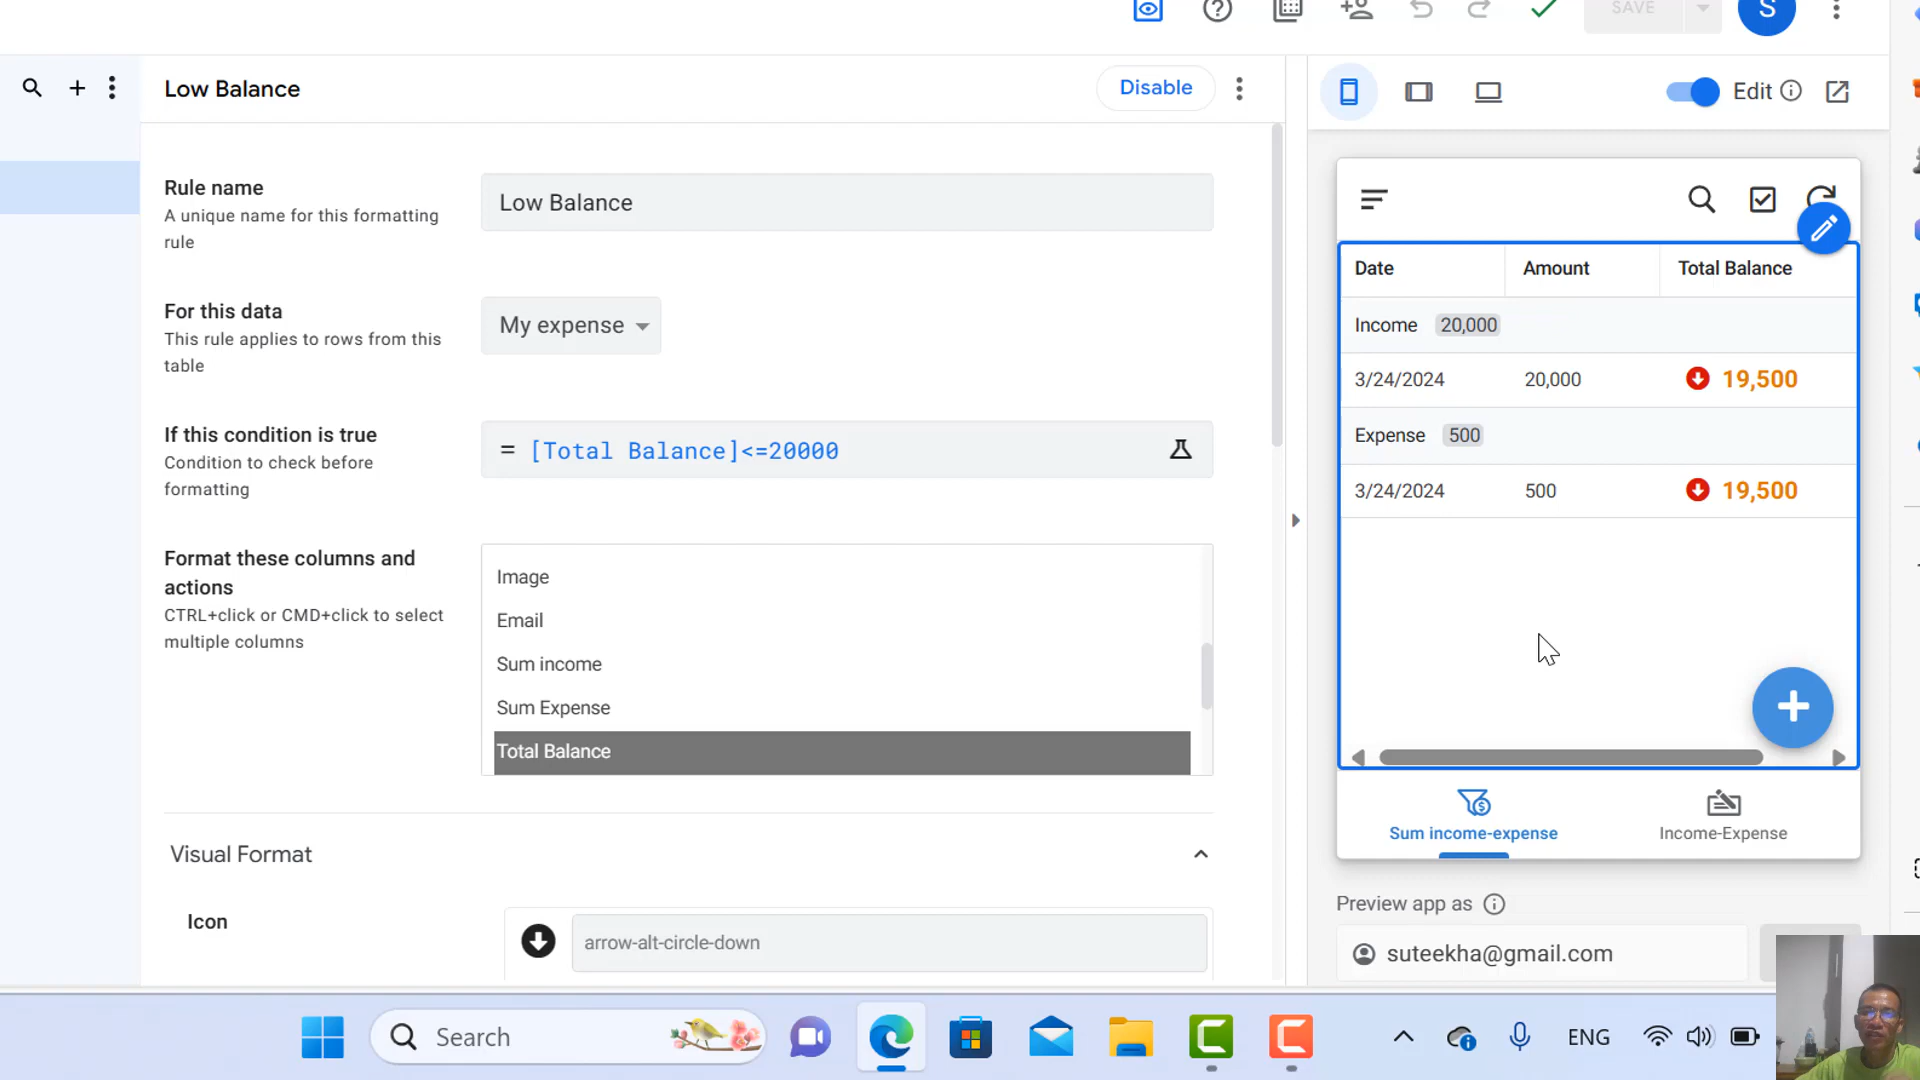 SAVE
S
Low Balance
Disable
Edit
Rule name
A unique name for this formatting
rule
Low Balance
For this data
This rule applies to rows from this
table
My expense
If this condition is true
Condition to check before
formatting
= [Total Balance]<=20000
Format these columns and
actions
CTRL+click or CMD+click to select
multiple columns
Image
Email
Sum income
Sum Expense
Total Balance
Visual Format
Icon
arrow-alt-circle-down
Date Amount Total Balance
Income 20,000
3/24/2024 20,000 19,500
Expense 500
3/24/2024 500 19,500
Sum income-expense
Income-Expense
Preview app as
suteekha@gmail.com
Search
ENG